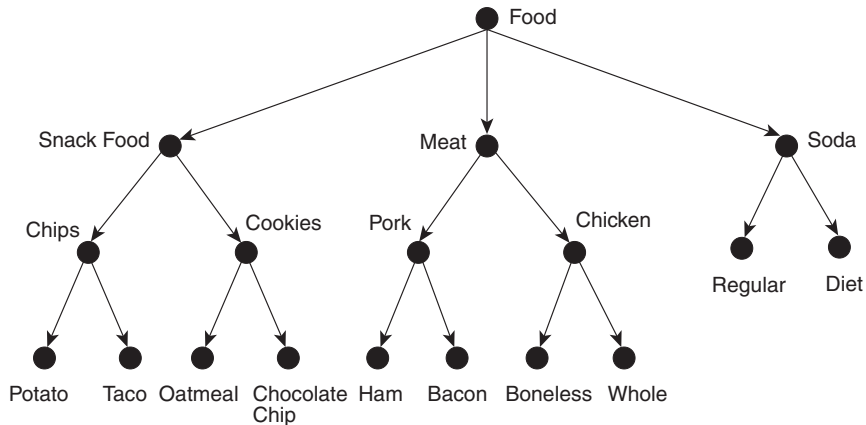 Food
Snack Food
Meat
Soda
Chips
Cookies
Pork
Chicken
Regular
Diet
Potato
Taco
Oatmeal
Chocolate
Chip
Ham
Bacon
Boneless
Whole